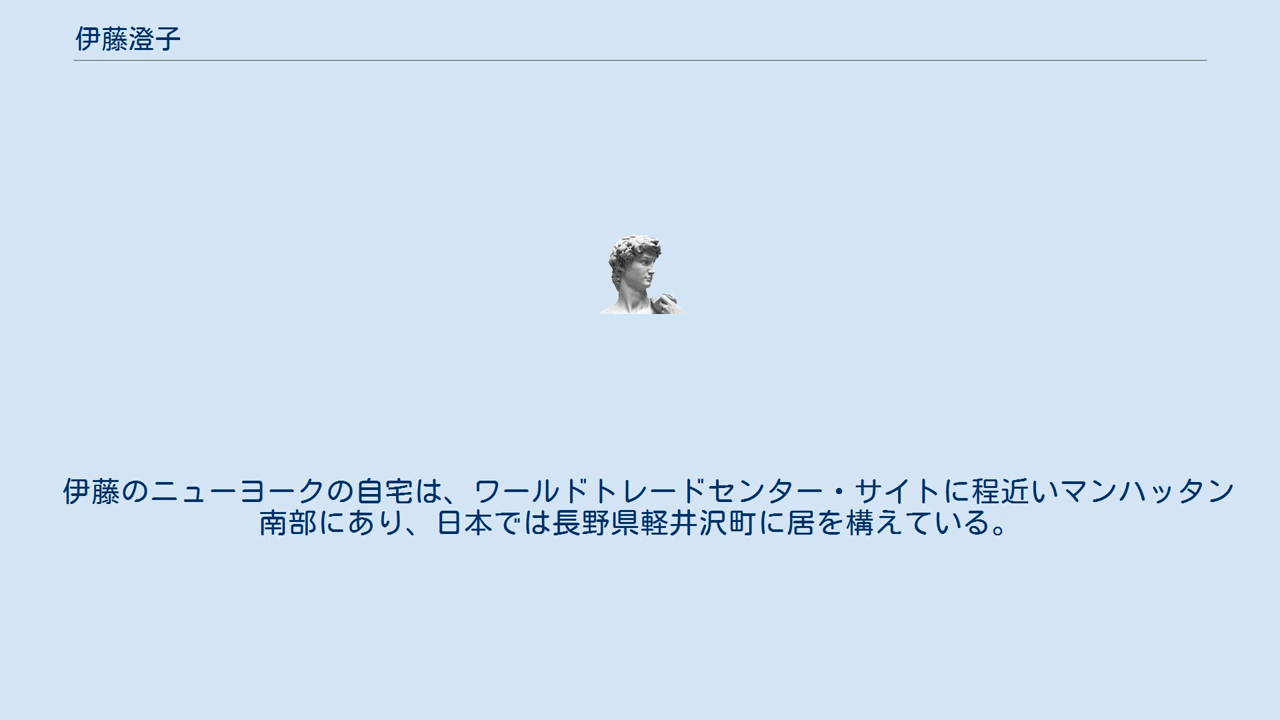 伊藤澄子
伊藤のニューヨークの自宅は、ワールドトレードセンター・サイトに程近いマンハッタン
南部にあり、日本では長野県軽井沢町に居を構えている。